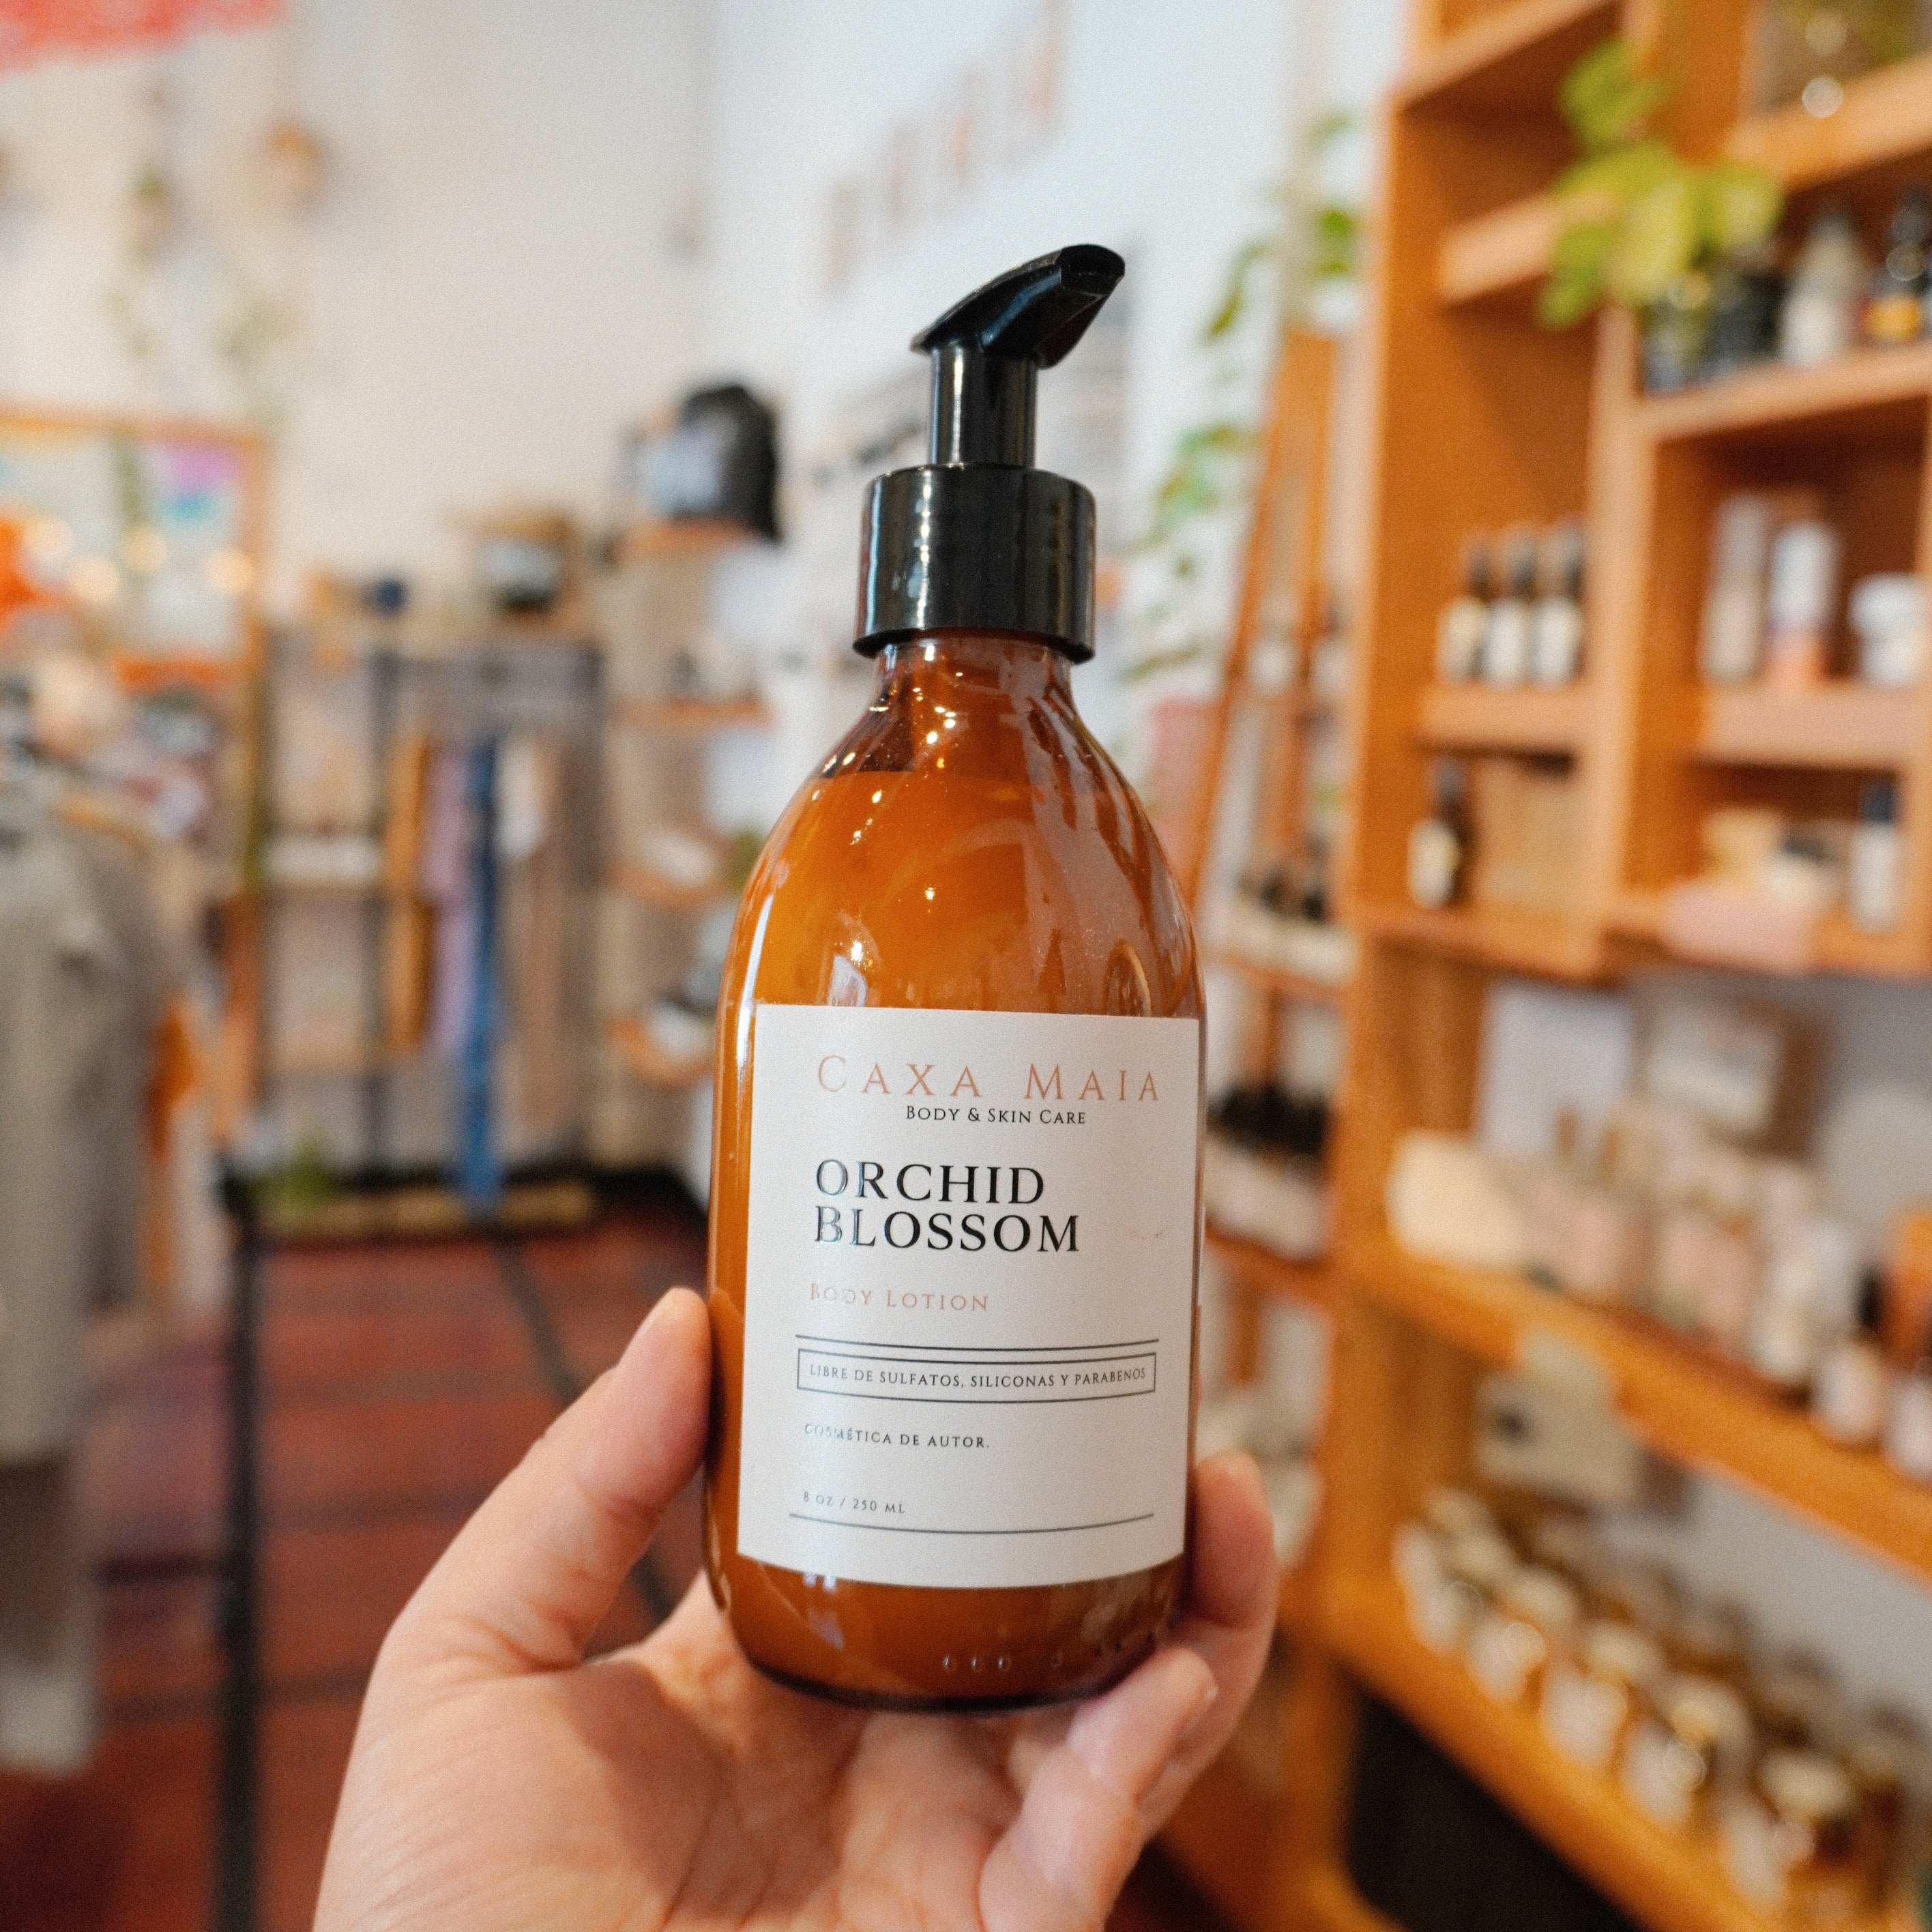 Caxa Maia
Body & Skin Care
ORCHID
BLOSSOM
Body Lotion
LIBRE DE SULFATOS, SILICONAS Y PARABENOS
COSMÉTICA DE AUTOR.
8 OZ / 250 ML